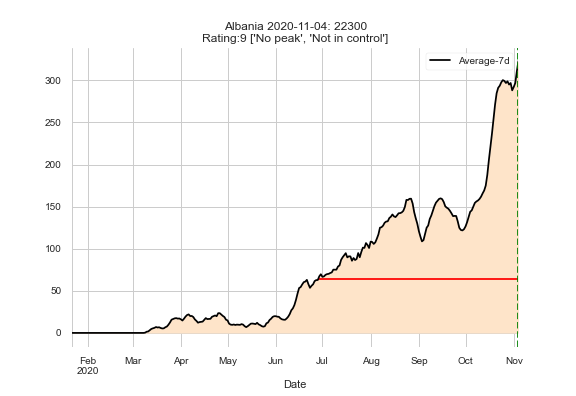 Albania 2020-11-04: 22300
Rating:9 ['No peak', 'Not in control']
Average-7d
300
250
200
150
100
50
0
Feb Mar Apr May Jun Jul Aug Sep Oct Nov
2020
Date